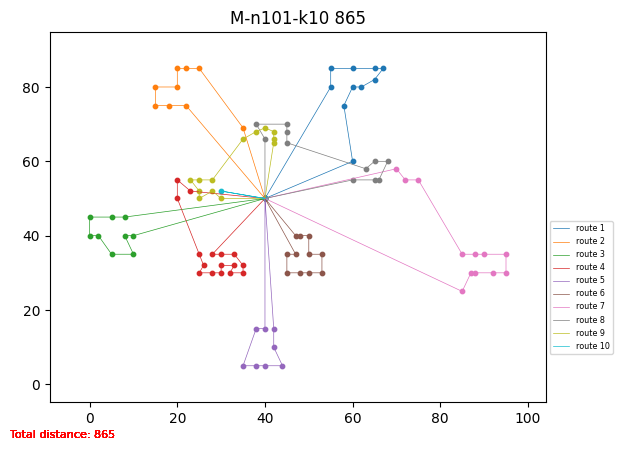 M-n101-k10 865
80
60
40
20
0
0 20 40 60 80 100
route 1
route 2
route 3
route 4
route 5
route 6
route 7
route 8
route 9
route 10
Total distance: 865